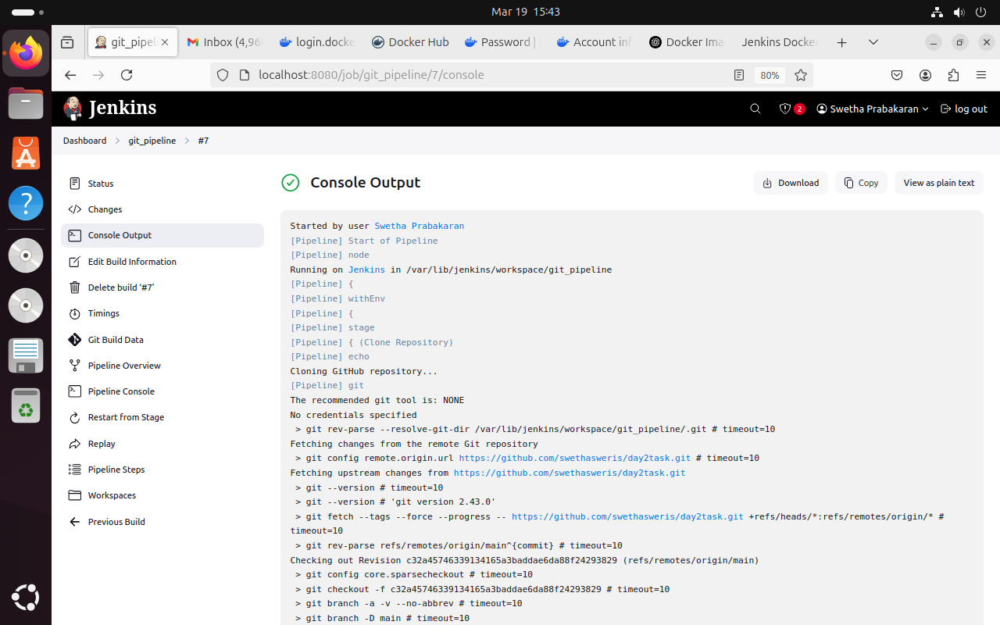 Mar 19 15:43
git_pipeli
Inbox (4,96
login.docke
Docker Hub
Password |
Account inf
Docker Ima
Jenkins Docker
localhost:8080/job/git_pipeline/7/console
80%
Jenkins
2
Swetha Prabakaran
log out
Dashboard
git_pipeline
#7
Status
Changes
Console Output
Edit Build Information
Delete build ‘#7’
Timings
Git Build Data
Pipeline Overview
Pipeline Console
Restart from Stage
Replay
Pipeline Steps
Workspaces
Previous Build
Console Output
Download
Copy
View as plain text
Started by user Swetha Prabakaran
[Pipeline] Start of Pipeline
[Pipeline] node
Running on Jenkins in /var/lib/jenkins/workspace/git_pipeline
[Pipeline] {
[Pipeline] withEnv
[Pipeline] {
[Pipeline] stage
[Pipeline] { (Clone Repository)
[Pipeline] echo
Cloning GitHub repository...
[Pipeline] git
The recommended git tool is: NONE
No credentials specified
> git rev-parse --resolve-git-dir /var/lib/jenkins/workspace/git_pipeline/.git # timeout=10
Fetching changes from the remote Git repository
> git config remote.origin.url https://github.com/swethasweris/day2task.git # timeout=10
Fetching upstream changes from https://github.com/swethasweris/day2task.git
> git --version # timeout=10
> git --version # 'git version 2.43.0'
> git fetch --tags --force --progress -- https://github.com/swethasweris/day2task.git +refs/heads/*:refs/remotes/origin/* #
timeout=10
> git rev-parse refs/remotes/origin/main^{commit} # timeout=10
Checking out Revision c32a45746339134165a3baddae6da88f24293829 (refs/remotes/origin/main)
> git config core.sparsecheckout # timeout=10
> git checkout -f c32a45746339134165a3baddae6da88f24293829 # timeout=10
> git branch -a -v --no-abbrev # timeout=10
> git branch -D main # timeout=10